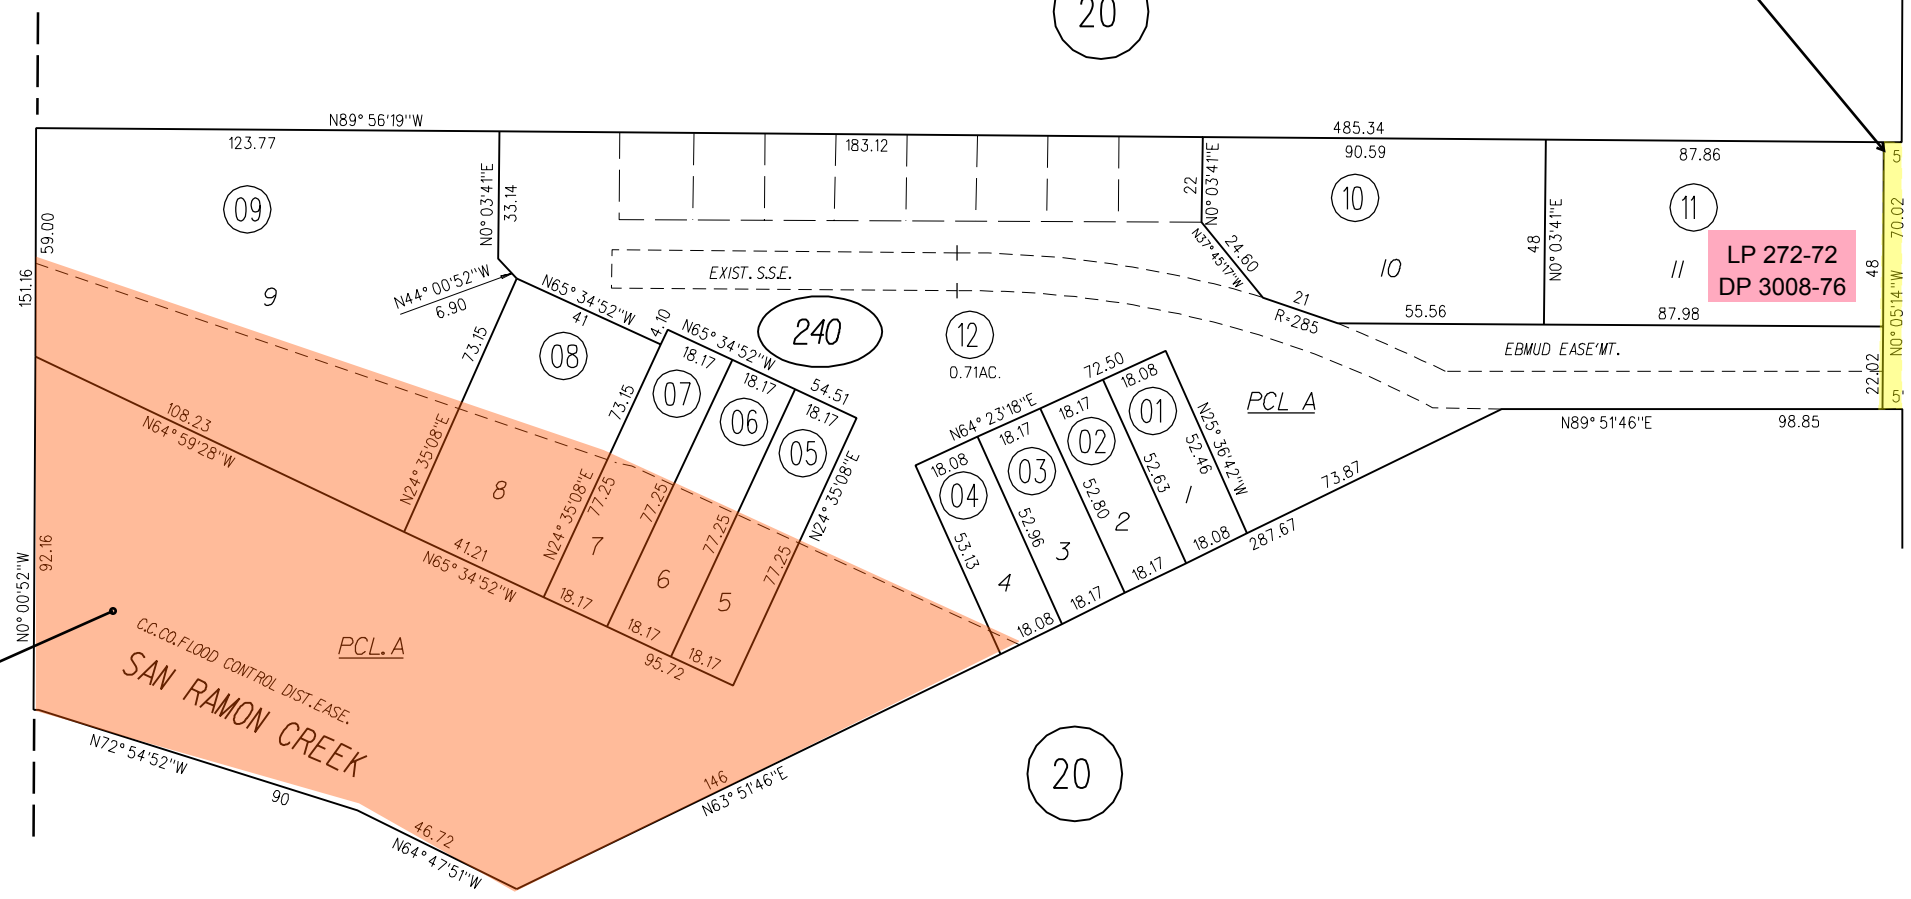 20
N89°56'19"W
123.77
183.12
485.34
90.59
87.86
5
09
59.00
151.16
9
N0°03'41"E
33.14
N44°00'52"W
6.90
EXIST. S.S.E.
22
N0°03'41"E
N37°45'17"W
24.60
21
R=285
10
10
48
N0°03'41"E
55.56
11
11
LP 272-72
DP 3008-76
87.98
48
70.02
N0°05'14"W
22.02
5'
EBMUD EASE'MT.
N65°34'52"W
41
4.10
73.15
08
N24°35'08"E
8
240
12
0.71AC.
N65°34'52"W
54.51
18.17
18.17
18.17
07
06
05
73.15
N24°35'08"E
77.25
77.25
77.25
77.25
N24°35'08"E
7
6
5
72.50
N64°23'18"E
18.08
18.17
18.17
18.08
04
03
02
01
53.13
52.96
52.80
52.63
52.46
N25°36'42"W
4
3
2
1
18.08
18.17
18.17
18.08
PCL A
73.87
287.67
N89°51'46"E
98.85
108.23
N64°59'28"W
41.21
N65°34'52"W
18.17
18.17
18.17
95.72
92.16
N0°00'52"W
PCL. A
C.C.CO.FLOOD CONTROL DIST.EASE.
SAN RAMON CREEK
N72°54'52"W
90
46.72
N64°47'51"W
146
N63°51'46"E
20